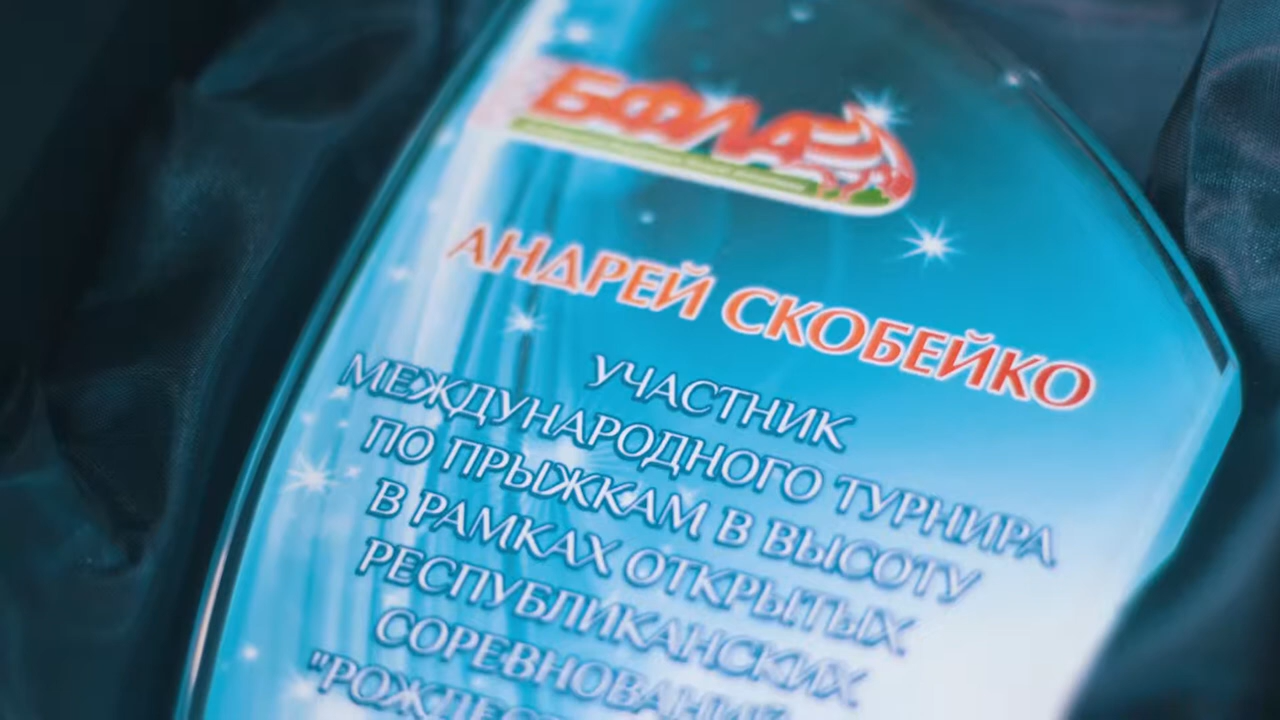 БФЛА
АНДРЕЙ СКОБЕЙКО
УЧАСТНИК
МЕЖДУНАРОДНОГО ТУРНИРА
ПО ПРЫЖКАМ В ВЫСОТУ
В РАМКАХ ОТКРЫТЫХ
РЕСПУБЛИКАНСКИХ
СОРЕВНОВАНИЙ